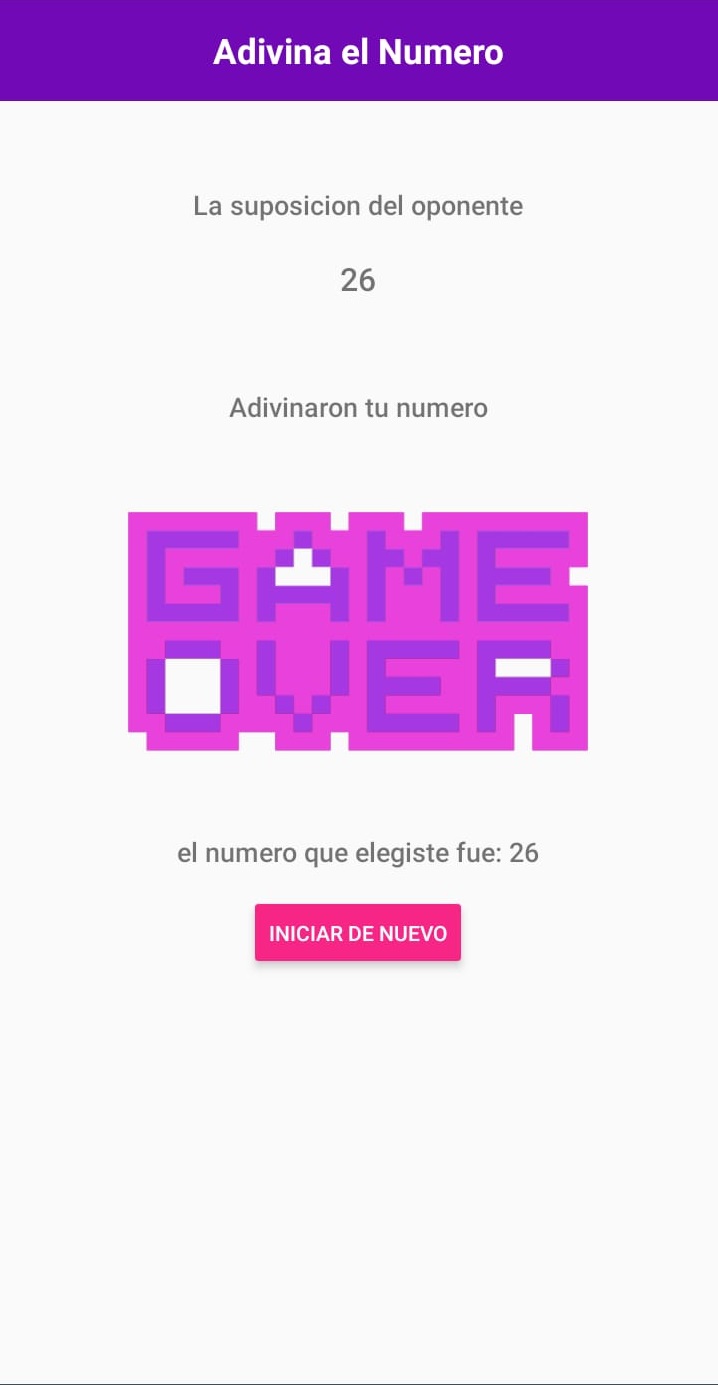 Adivina el Numero
La suposicion del oponente
26
Adivinaron tu numero
GAME
OVER
el numero que elegiste fue: 26
INICIAR DE NUEVO